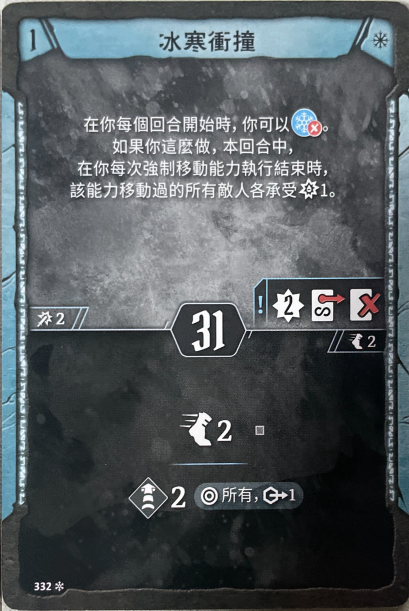 1
冰寒衝撞
在你每個回合開始時, 你可以。
如果你這麼做, 本回合中,
在你每次強制移動能力執行結束時,
該能力移動過的所有敵人各承受1。
! 2
2
31
2
2
2 所有, 1
332